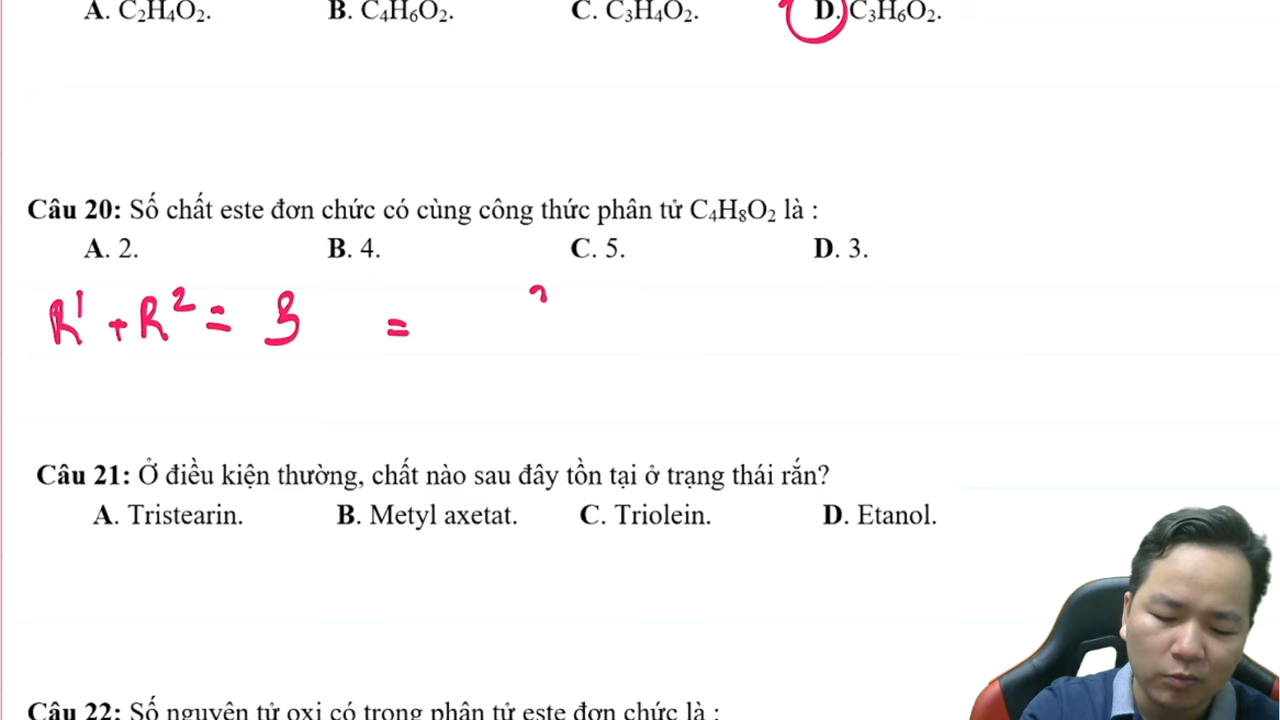 A. C₂H₄O₂. B. C₄H₆O₂. C. C₃H₄O₂. D. C₃H₆O₂.
Câu 20: Số chất este đơn chức có cùng công thức phân tử C₄H₈O₂ là :
A. 2. B. 4. C. 5. D. 3.
R¹ + R² = 3 =
Câu 21: Ở điều kiện thường, chất nào sau đây tồn tại ở trạng thái rắn?
A. Tristearin. B. Metyl axetat. C. Triolein. D. Etanol.
Câu 22: Số nguyên tử oxi có trong phân tử este đơn chức là :